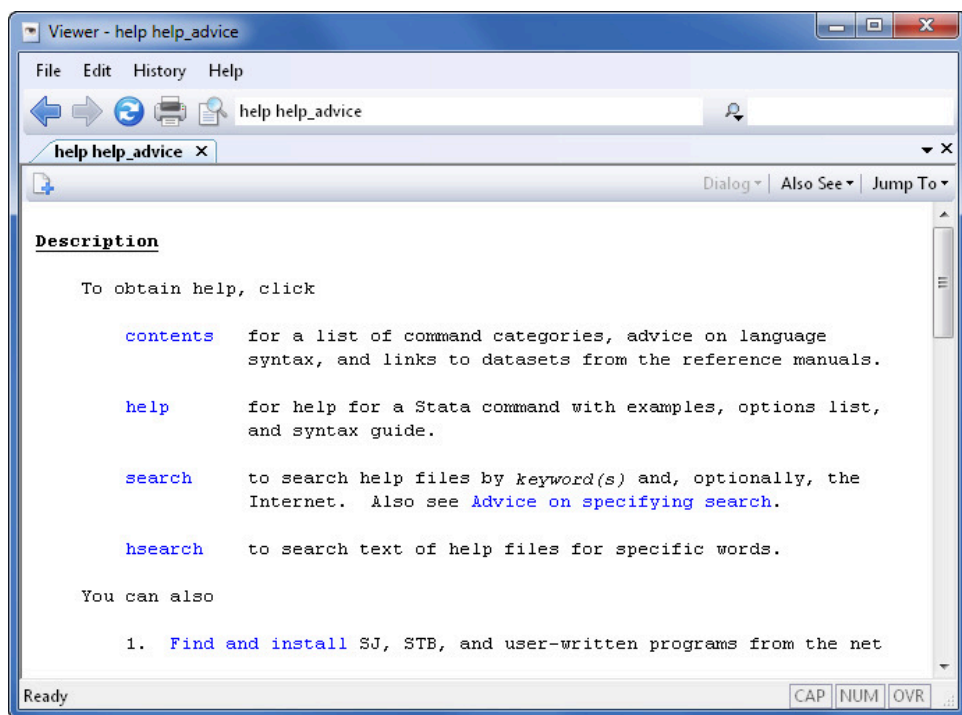 Viewer - help help_advice
File Edit History Help
help help_advice
help help_advice X
Dialog Also See Jump To
Description
To obtain help, click
contents for a list of command categories, advice on language
syntax, and links to datasets from the reference manuals.
help for help for a Stata command with examples, options list,
and syntax guide.
search to search help files by keyword(s) and, optionally, the
Internet. Also see Advice on specifying search.
hsearch to search text of help files for specific words.
You can also
1. Find and install SJ, STB, and user-written programs from the net
Ready CAP NUM OVR